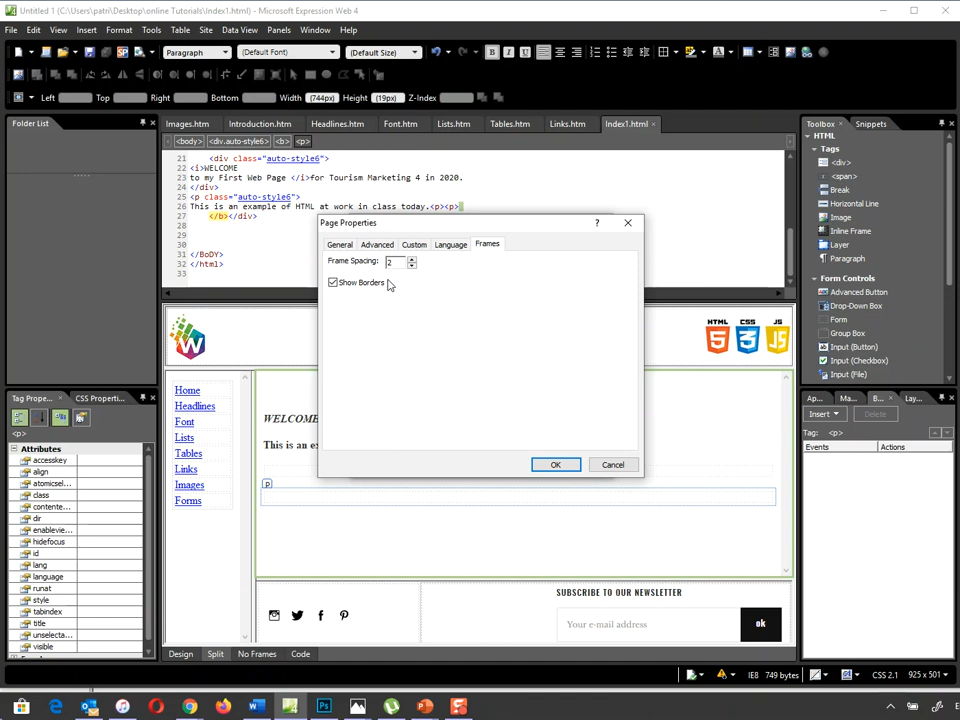 Untitled 1 (C:\Users\patri\Desktop\online Tutorials\Index1.html) - Microsoft Expression Web 4
File Edit View Insert Format Tools Table Site Data View Panels Window Help
Paragraph (Default Font) (Default Size) B I U A
Left Top Right Bottom Width (744px) Height (19px) Z-Index
Folder List
Images.htm Introduction.htm Headlines.htm Font.htm Lists.htm Tables.htm Links.htm Index1.html
<body> <div.auto-style6> <b> <p>
21 <div class="auto-style6">
22 <i>WELCOME
23 to my First Web Page </i>for Tourism Marketing 4 in 2020.
24 </div>
25 <p class="auto-style6">
26 This is an example of HTML at work in class today.<p><p>
27 </b></div>
28
29
30
31 </BoDY>
32 </html>
33
Page Properties
General Advanced Custom Language Frames
Frame Spacing: 2
Show Borders
OK Cancel
Toolbox Snippets
HTML
Tags
<div>
<span>
Break
Horizontal Line
Image
Inline Frame
Layer
Paragraph
Form Controls
Advanced Button
Drop-Down Box
Form
Group Box
Input (Button)
Input (Checkbox)
Input (File)
W
HTML CSS JS
5 3
Home
Headlines
Font
Lists
Tables
Links
Images
Forms
WELCOME
This is an ex
p
SUBSCRIBE TO OUR NEWSLETTER
Your e-mail address
ok
Design Split No Frames Code
Tag Prope... CSS Properti...
<p>
Attributes
accesskey
align
atomicsel...
class
contente...
dir
enableview...
hidefocus
id
lang
language
runat
style
tabindex
title
unselecta...
visible
Ap... Ma... B... Lay...
Insert Delete
Tag: <p>
Events Actions
IE8 749 bytes CSS 2.1 925 x 501